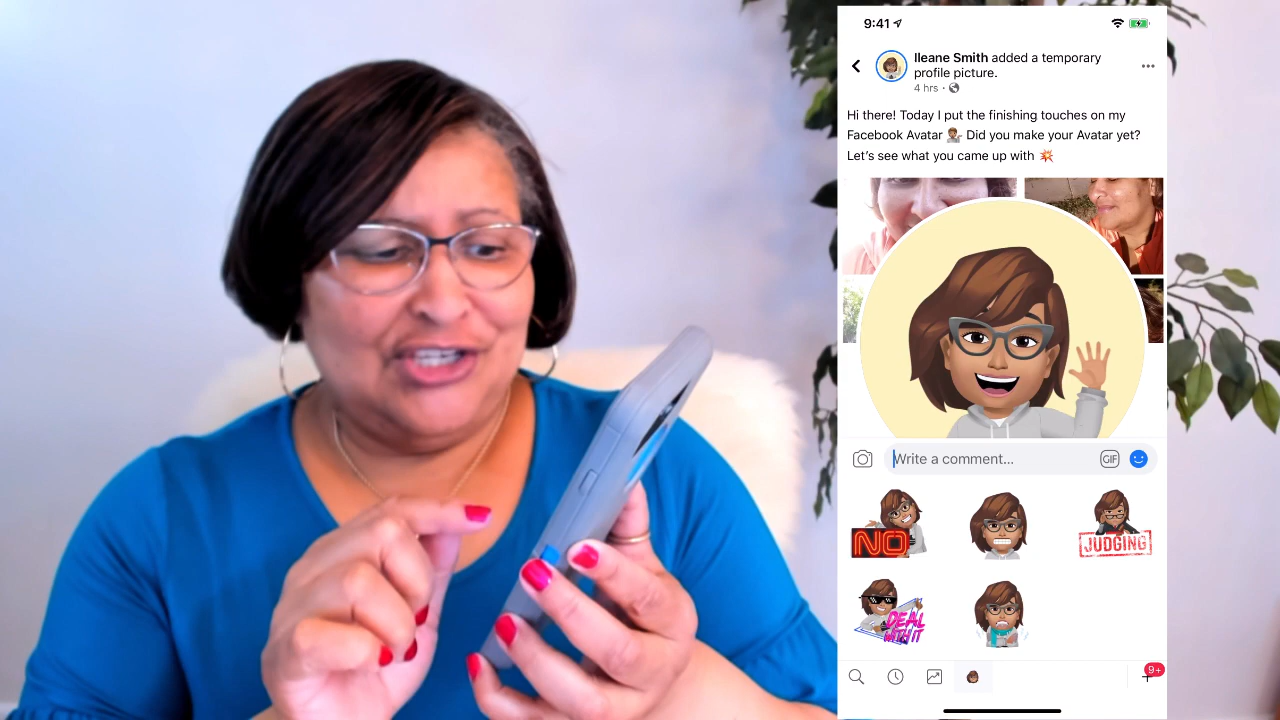 9:41
Ileane Smith added a temporary
profile picture.
4 hrs ·
Hi there! Today I put the finishing touches on my
Facebook Avatar Did you make your Avatar yet?
Let's see what you came up with
Write a comment...
GIF
NO
JUDGING
DEAL
WITH IT
9+